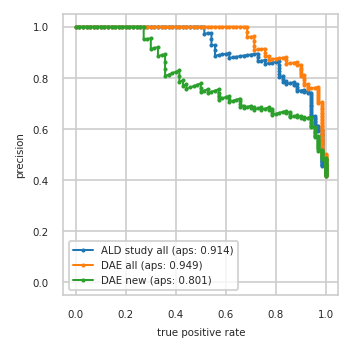 1.0
0.8
0.6
0.4
0.2
0.0
precision
ALD study all (aps: 0.914)
DAE all (aps: 0.949)
DAE new (aps: 0.801)
0.0 0.2 0.4 0.6 0.8 1.0
true positive rate